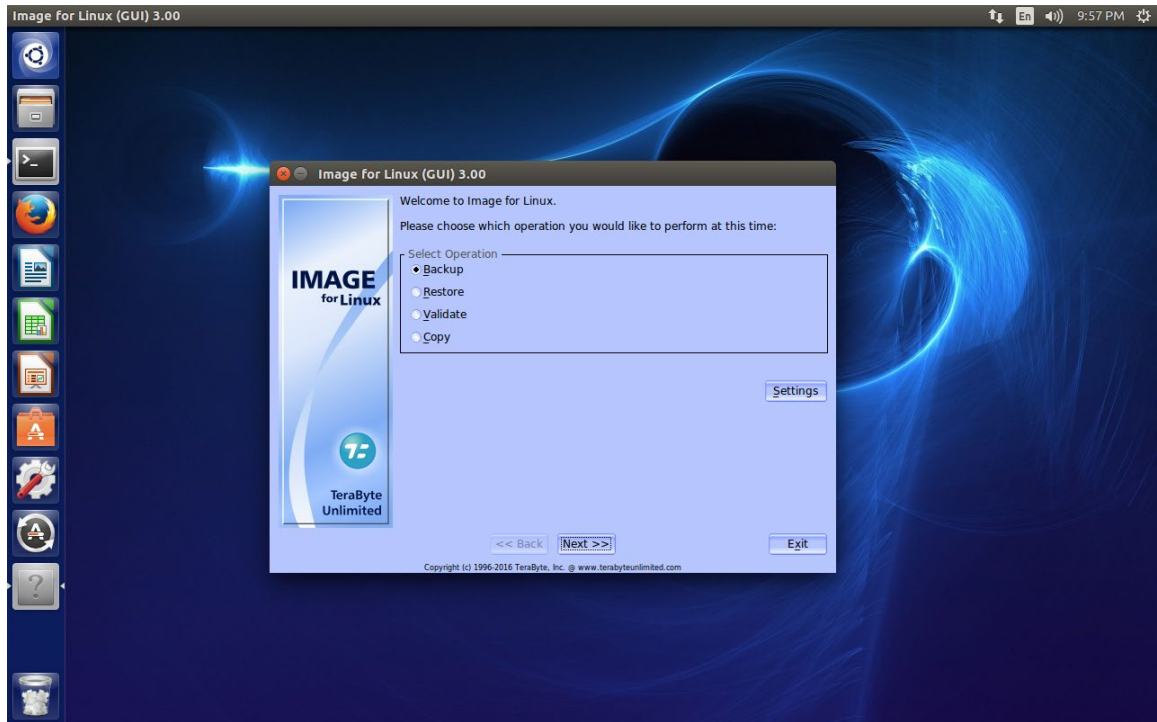 Image for Linux (GUI) 3.00
En
9:57 PM
Image for Linux (GUI) 3.00
Welcome to Image for Linux.
Please choose which operation you would like to perform at this time:
Select Operation
Backup
Restore
Validate
Copy
IMAGE
for Linux
Settings
TeraByte
Unlimited
<< Back
Next >>
Exit
Copyright (c) 1996-2016 TeraByte, Inc. @ www.terabyteunlimited.com